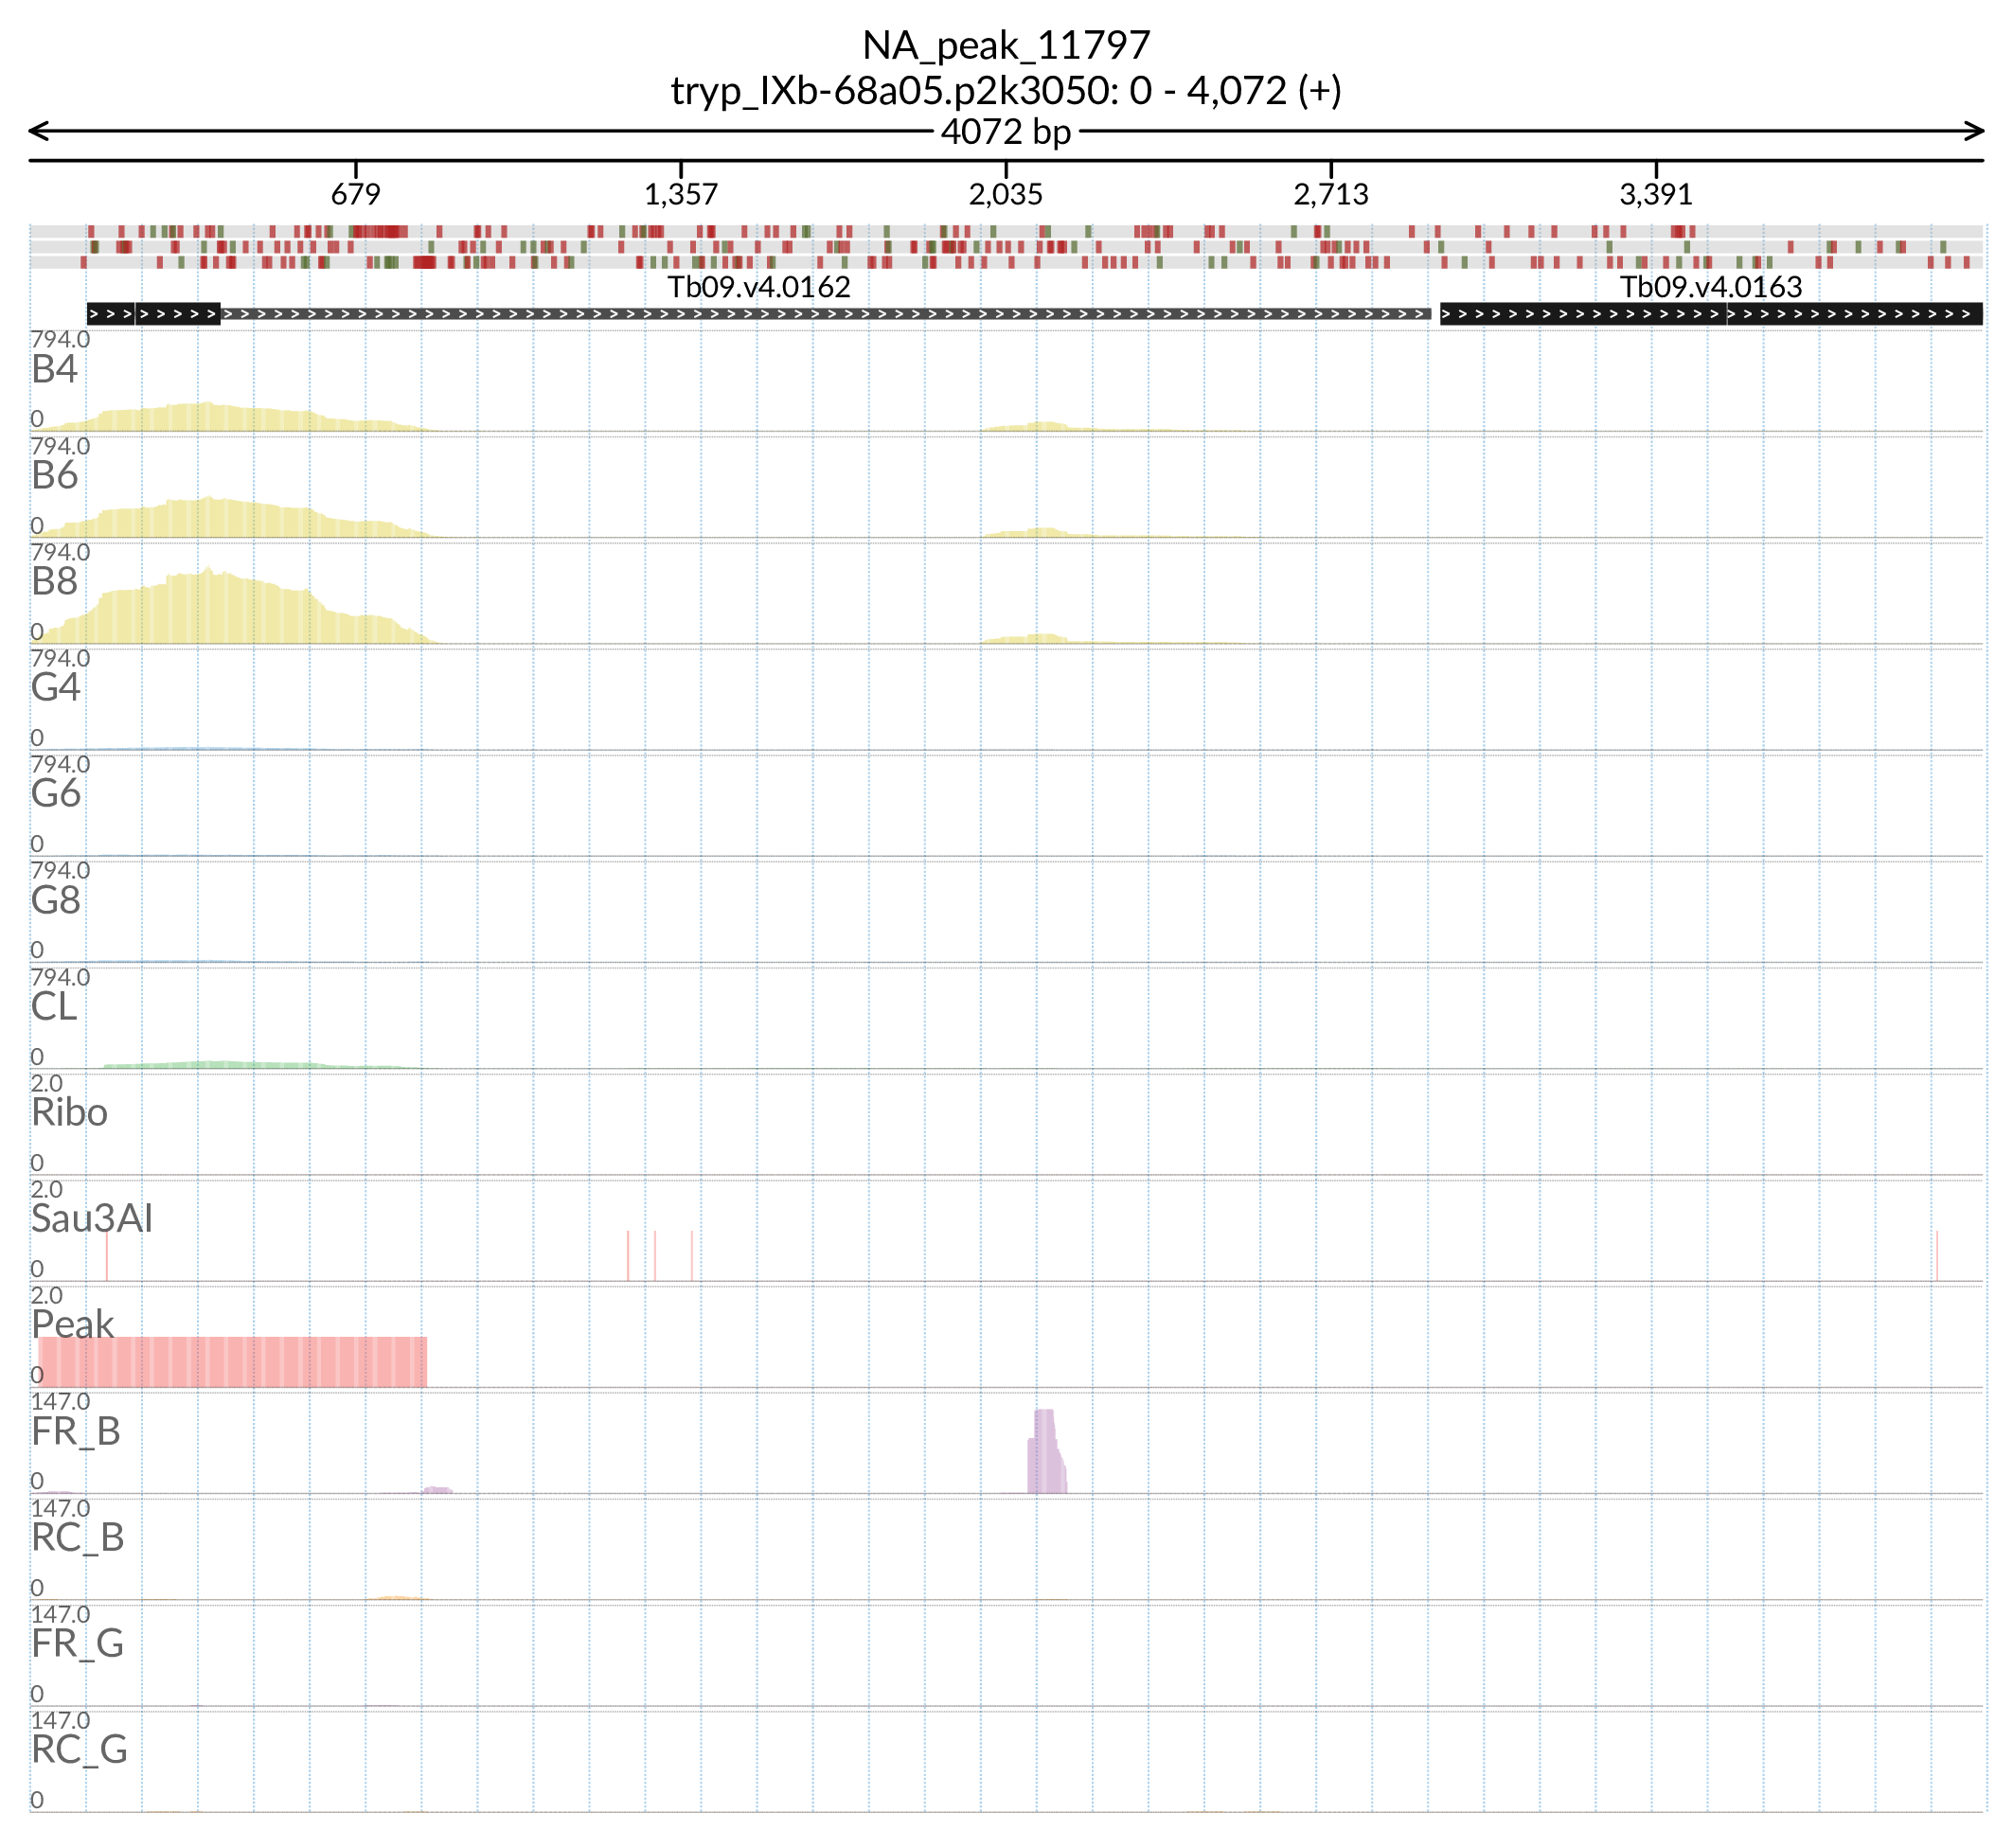 NA_peak_11797
tryp_IXb-68a05.p2k3050: 0 - 4,072 (+)
4072 bp
679 1,357 2,035 2,713 3,391
Tb09.v4.0162 Tb09.v4.0163
794.0
B4
0
794.0
B6
0
794.0
B8
0
794.0
G4
0
794.0
G6
0
794.0
G8
0
794.0
CL
0
2.0
Ribo
0
2.0
Sau3AI
0
2.0
Peak
0
147.0
FR_B
0
147.0
RC_B
0
147.0
FR_G
0
147.0
RC_G
0